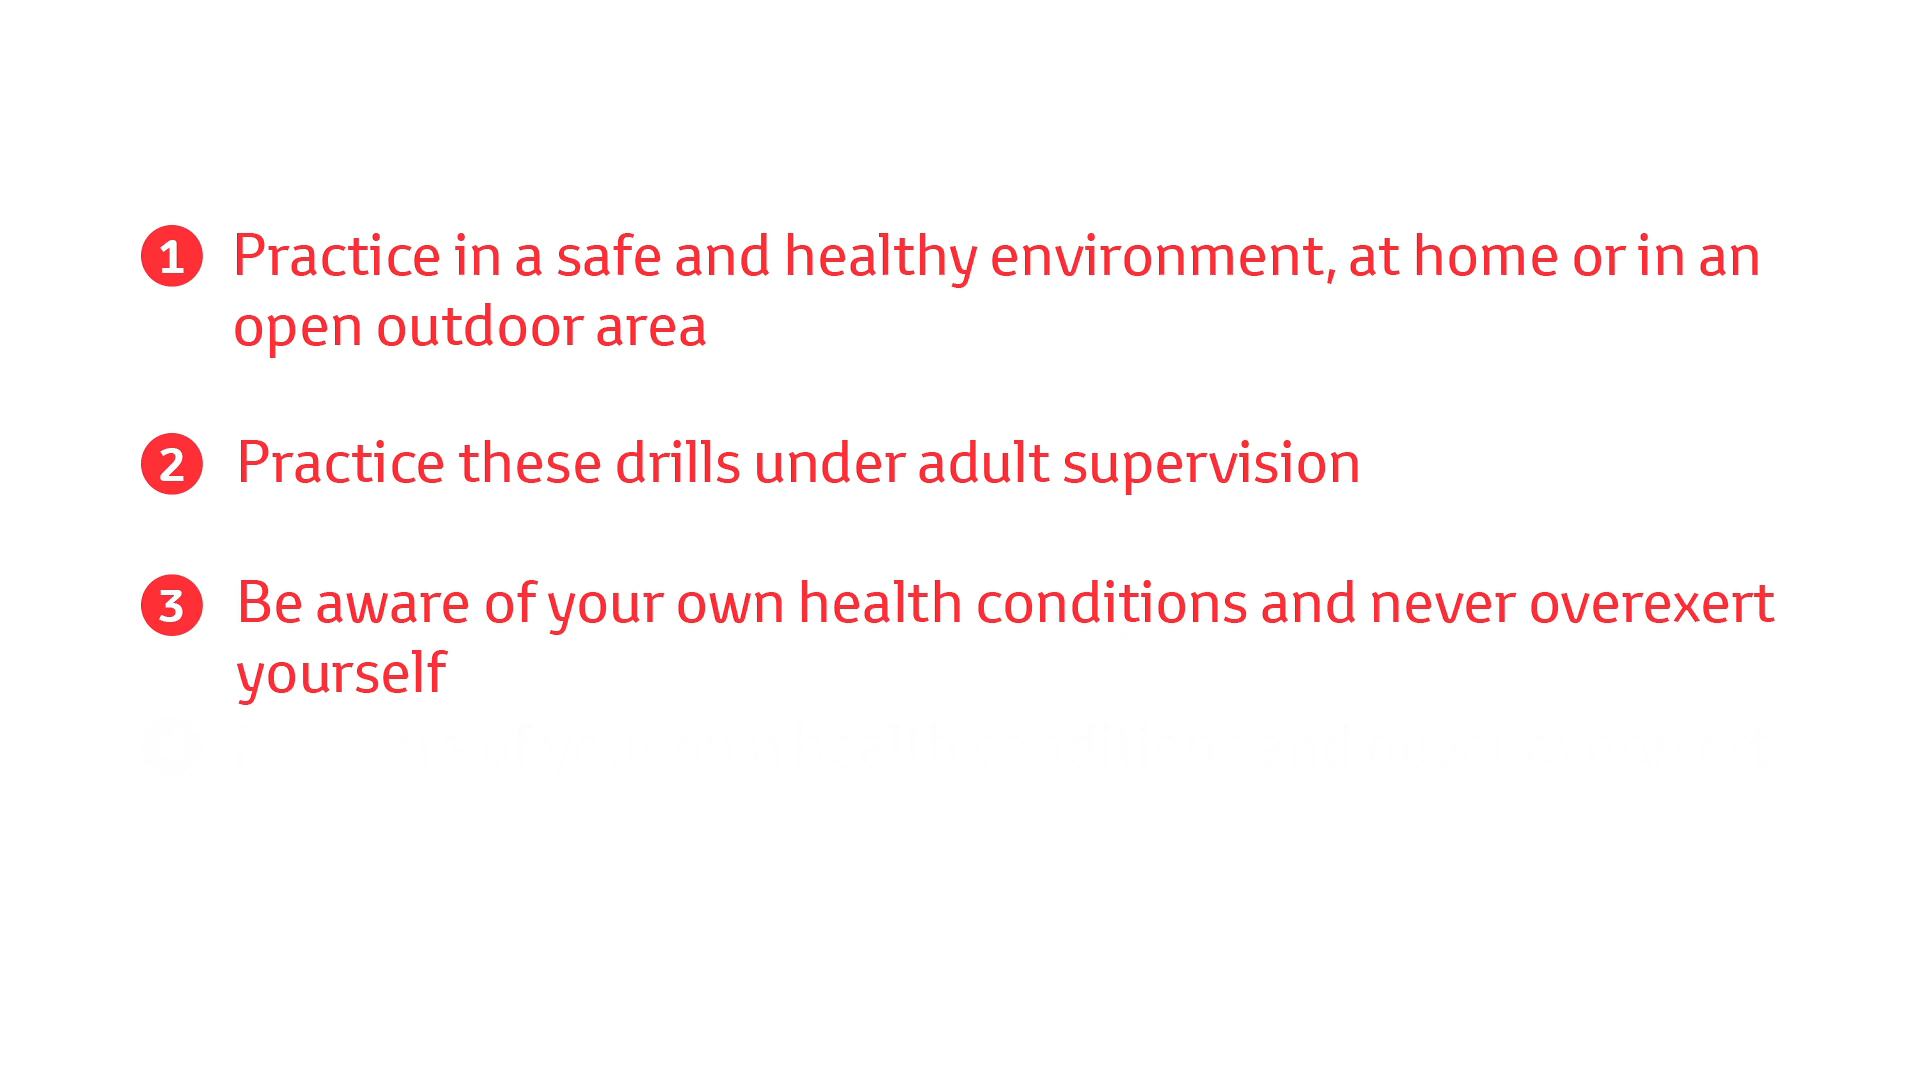 1 Practice in a safe and healthy environment, at home or in an
open outdoor area
2 Practice these drills under adult supervision
3 Be aware of your own health conditions and never overexert
yourself